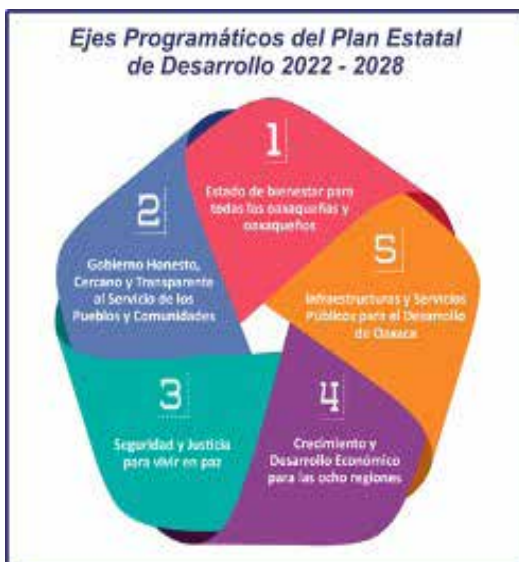 Ejes Programáticos del Plan Estatal
de Desarrollo 2022 - 2028
1
Estado de bienestar para
todas las oaxaqueñas y
oaxaqueños
2
Gobierno Honesto,
Cercano y Transparente
al Servicio de los
Pueblos y Comunidades
3
Seguridad y Justicia
para vivir en paz
4
Crecimiento y
Desarrollo Económico
para las ocho regiones
5
Infraestructuras y Servicios
Públicos para el Desarrollo
de Oaxaca